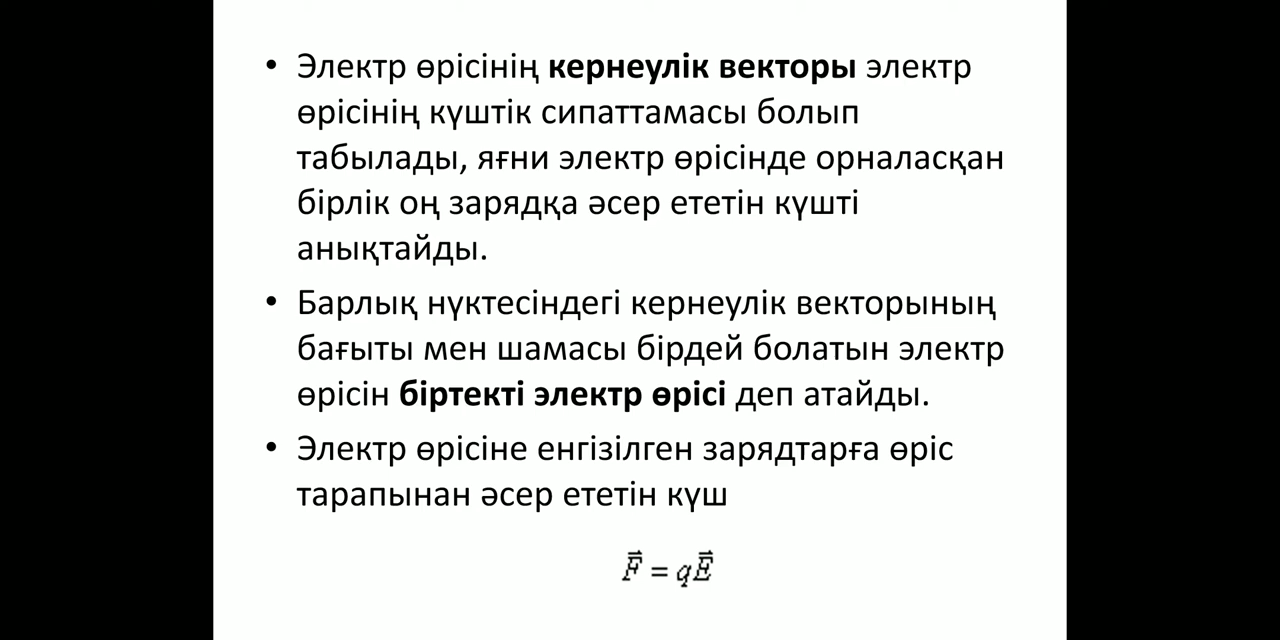 • Электр өрісінің кернеулік векторы электр
өрісінің күштік сипаттамасы болып
табылады, яғни электр өрісінде орналасқан
бірлік оң зарядқа әсер ететін күшті
анықтайды.
• Барлық нүктесіндегі кернеулік векторының
бағыты мен шамасы бірдей болатын электр
өрісін біртекті электр өрісі деп атайды.
• Электр өрісіне енгізілген зарядтарға өріс
тарапынан әсер ететін күш
F⃗ = qE⃗